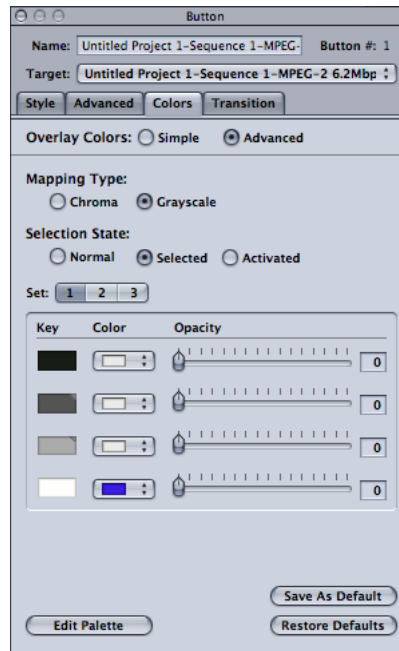 Button
Name: Untitled Project 1-Sequence 1-MPEG- Button #: 1
Target: Untitled Project 1-Sequence 1-MPEG-2 6.2Mbp
Style Advanced Colors Transition
Overlay Colors: Simple Advanced
Mapping Type:
Chroma Grayscale
Selection State:
Normal Selected Activated
Set: 1 2 3
Key Color Opacity
0
0
0
0
Save As Default
Edit Palette Restore Defaults